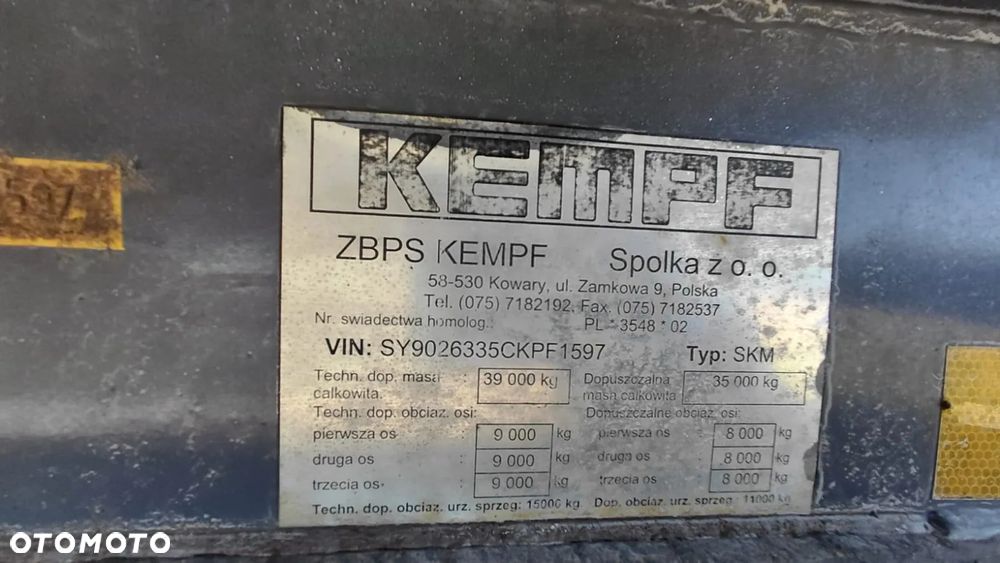 597
KEMPF
ZBPS KEMPF Spolka z o. o.
58-530 Kowary, ul. Zamkowa 9, Polska
Tel. (075) 7182192, Fax. (075) 7182537
Nr. swiadectwa homolog.: PL * 3548 * 02
VIN: SY9026335CKPF1597 Typ: SKM
Techn. dop. masa calkowita. : 39 000 kg Dopuszczalna masa calkowita : 35 000 kg
Techn. dop. obciaz. osi: Dopuszczalne obciaz. osi:
pierwsza os : 9 000 kg pierwsza os : 8 000 kg
druga os : 9 000 kg druga os : 8 000 kg
trzecia os : 9 000 kg trzecia os : 8 000 kg
Techn. dop. obciaz. urz. sprzeg: 15000 kg Dop. obciaz. urz. sprzeg: 11000 kg
OTOMOTO